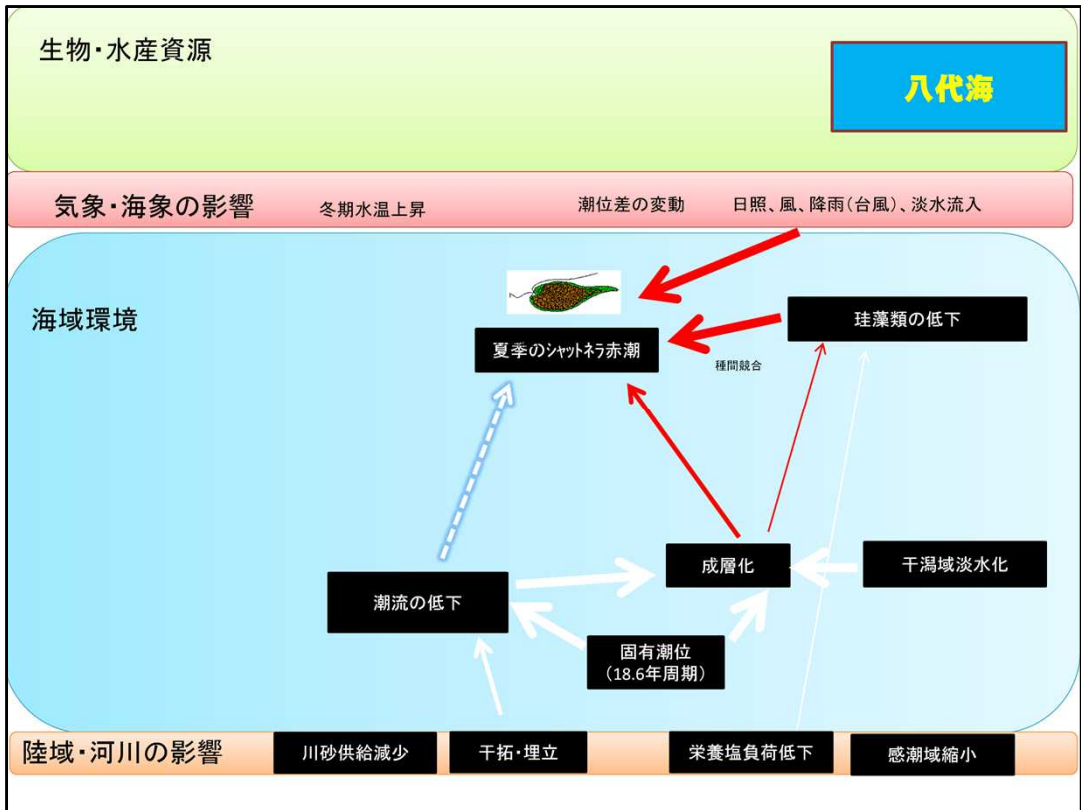 生物・水産資源
八代海
気象・海象の影響
冬期水温上昇
潮位差の変動
日照、風、降雨(台風)、淡水流入
海域環境
夏季のシャットネラ赤潮
珪藻類の低下
種間競合
成層化
干潟域淡水化
潮流の低下
固有潮位
(18.6年周期)
陸域・河川の影響
川砂供給減少
干拓・埋立
栄養塩負荷低下
感潮域縮小